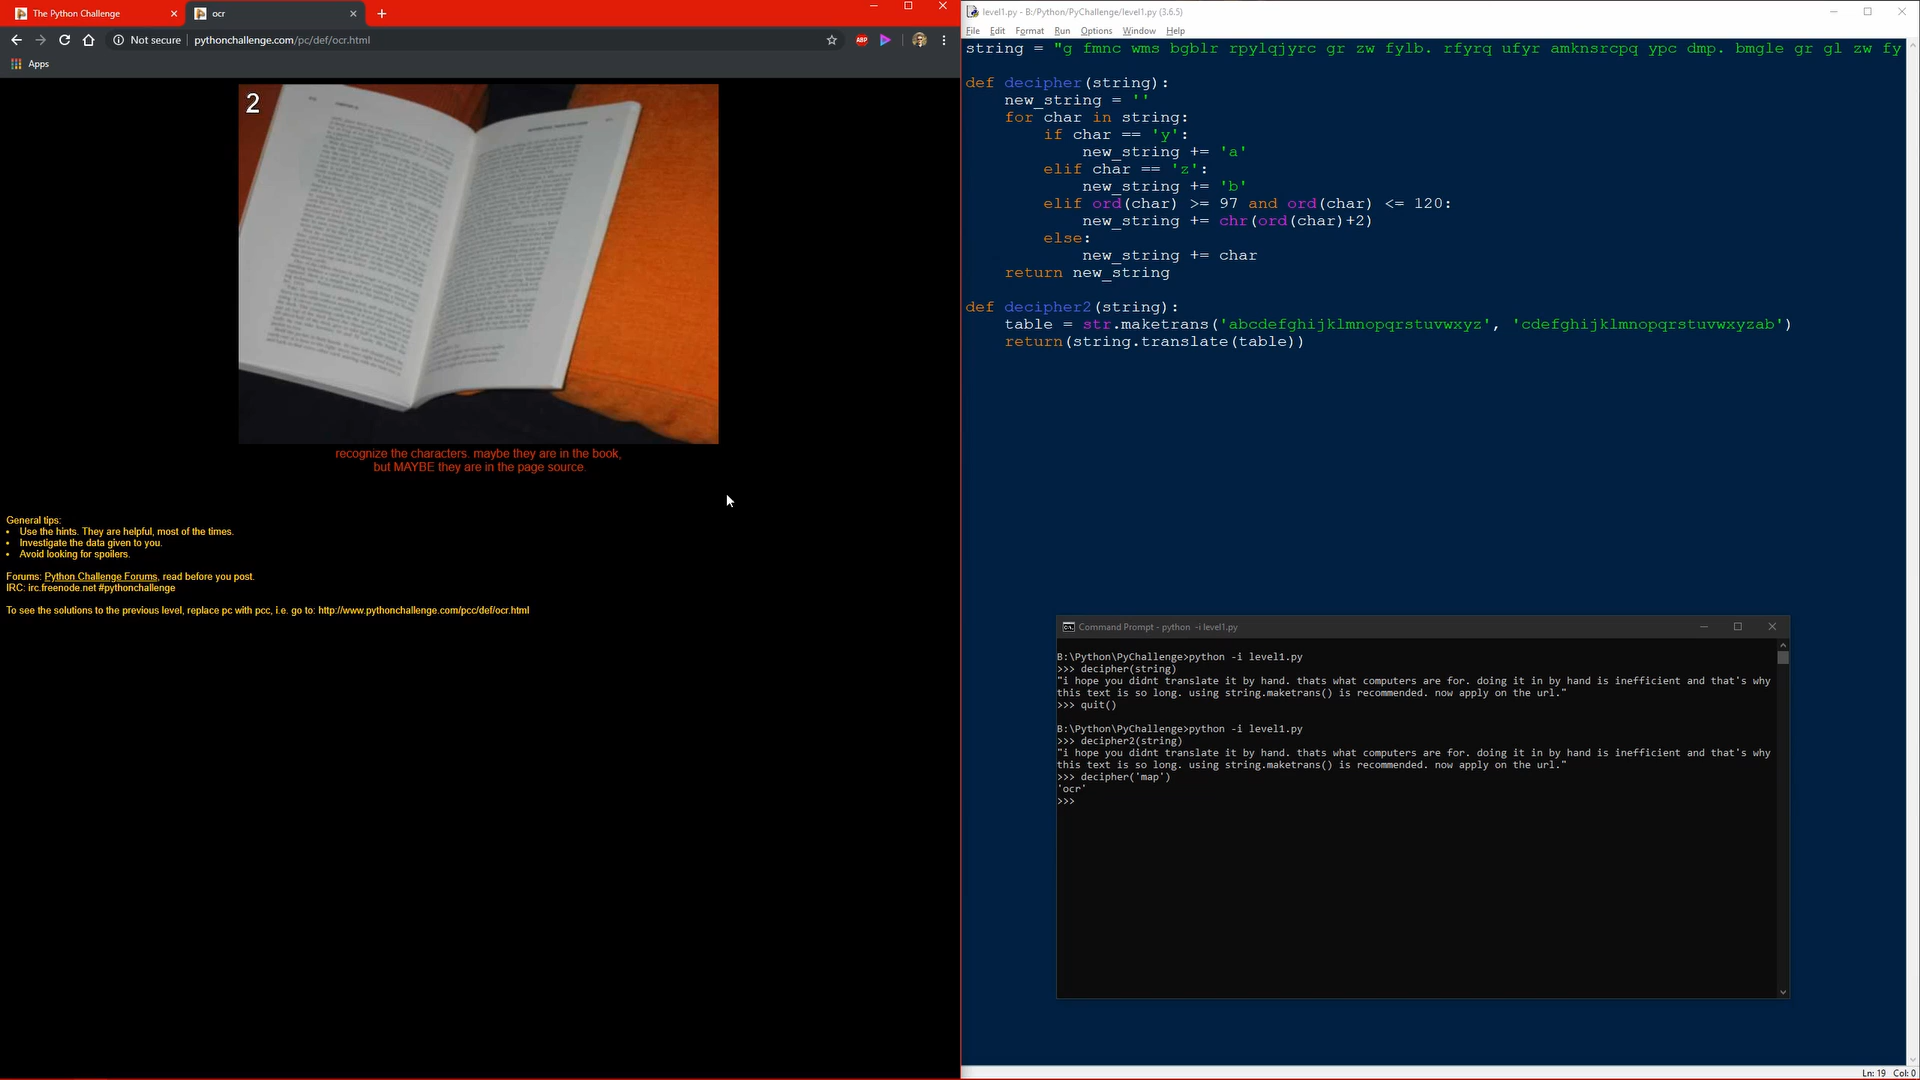 The Python Challenge
ocr
Not secure
pythonchallenge.com/pc/def/ocr.html
ABP
Apps
2
recognize the characters. maybe they are in the book,
but MAYBE they are in the page source.
General tips:
• Use the hints. They are helpful, most of the times.
• Investigate the data given to you.
• Avoid looking for spoilers.
Forums: Python Challenge Forums, read before you post.
IRC: irc.freenode.net #pythonchallenge
To see the solutions to the previous level, replace pc with pcc, i.e. go to: http://www.pythonchallenge.com/pcc/def/ocr.html
level1.py - B:/Python/PyChallenge/level1.py (3.6.5)
File Edit Format Run Options Window Help
string = "g fmnc wms bgblr rpylqjyrc gr zw fylb. rfyrq ufyr amknsrcpq ypc dmp. bmgle gr gl zw fy
def decipher(string):
    new_string = ''
    for char in string:
        if char == 'y':
            new_string += 'a'
        elif char == 'z':
            new_string += 'b'
        elif ord(char) >= 97 and ord(char) <= 120:
            new_string += chr(ord(char)+2)
        else:
            new_string += char
    return new_string
def decipher2(string):
    table = str.maketrans('abcdefghijklmnopqrstuvwxyz', 'cdefghijklmnopqrstuvwxyzab')
    return(string.translate(table))
Command Prompt - python -i level1.py
B:\Python\PyChallenge>python -i level1.py
>>> decipher(string)
"i hope you didnt translate it by hand. thats what computers are for. doing it in by hand is inefficient and that's why
this text is so long. using string.maketrans() is recommended. now apply on the url."
>>> quit()
B:\Python\PyChallenge>python -i level1.py
>>> decipher2(string)
"i hope you didnt translate it by hand. thats what computers are for. doing it in by hand is inefficient and that's why
this text is so long. using string.maketrans() is recommended. now apply on the url."
>>> decipher('map')
'ocr'
>>>
Ln: 19 Col: 0